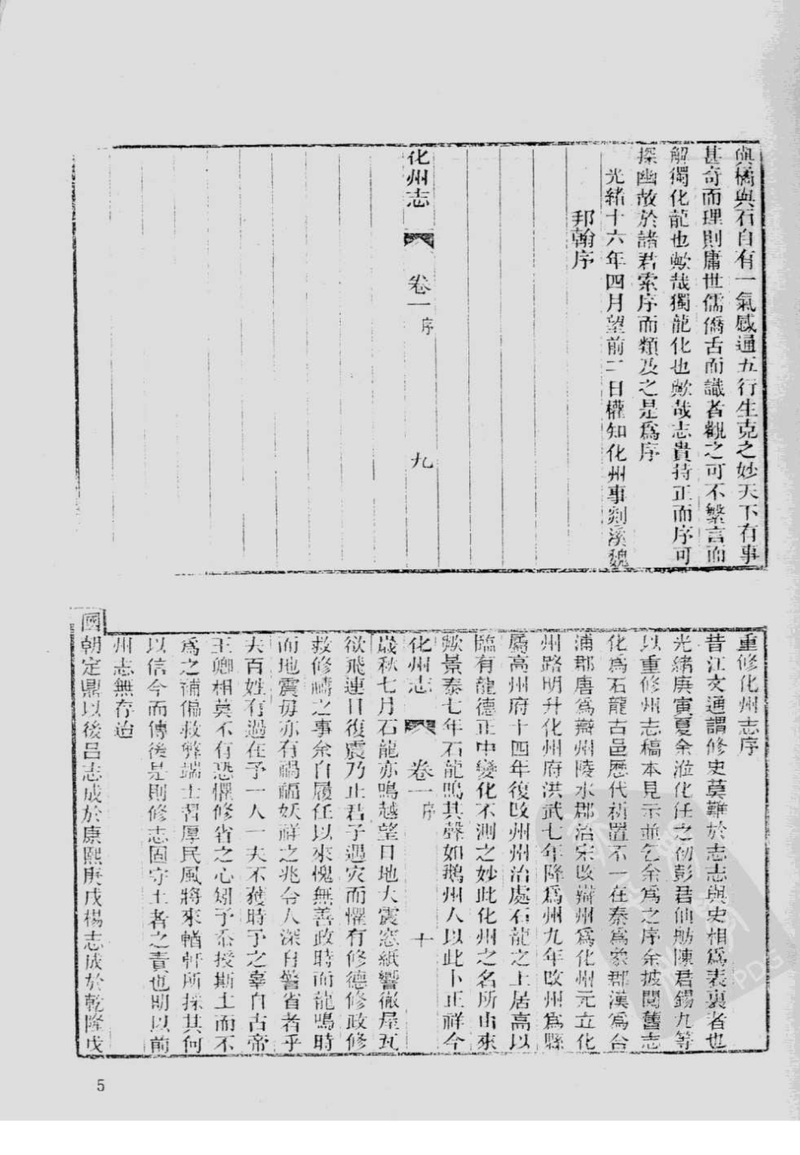 與橘與石自有一氣感通五行生克之妙天下有事
甚奇而理則庸世儒僑舌而識者觀之可不繁言而
解獨化龍也歟哉獨龍化也歟哉志貴持正而序可
探幽故於諸君索序而類及之是爲序
光緒十六年四月望前二日權知化州事剡溪魏
邦翰序
化州志 卷一 序 九
重修化州志序
昔江文通謂修史莫難於志志與史相爲表裏者也
光緒庚寅夏余涖化任之初彭君仙舫陳君錫九等
以重修州志稿本見示並乞余爲之序余披閱舊志
化爲石龍古邑歷代稍置不一在秦爲象郡漢爲合
浦郡唐爲辯州陵水郡治宋改辯州爲化州元立化
州路明升化州府洪武七年降爲州九年改州爲縣
屬高州府十四年復改州州治處石龍之上居高以
臨有龍德正中變化不測之妙此化州之名所由來
歟景泰七年石龍鳴其聲如鵝州人以此卜正祥今
化州志 卷一 序 十
歲秋七月石龍亦鳴越望日地大震窓紙響徹屋瓦
欲飛連日復震乃止君子遇災而懼有修德修政修
救修疇之事余自履任以來愧無善政時而龍鳴時
而地震毋亦有禍福妖祥之兆令人深自警省者乎
夫百姓有過在予一人一夫不獲時予之辜自古帝
王卿相莫不有恐懼修省之心矧予忝授斯土而不
爲之補偏救弊端士習厚民風將來輶軒所採其何
以信今而傳後是則修志固守土者之責也明以前
州志無存迨
國朝定鼎以後呂志成於康熙庚戌楊志成於乾隆戊
5